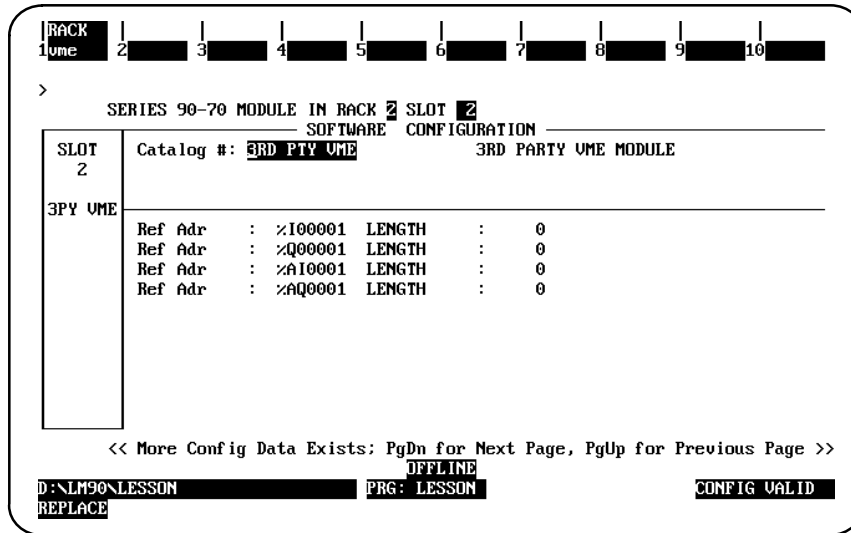 RACK
1vme 2 3 4 5 6 7 8 9 10
>
SERIES 90-70 MODULE IN RACK 2 SLOT 2
SOFTWARE CONFIGURATION
SLOT Catalog #: 3RD PTY VME 3RD PARTY VME MODULE
2
3PY VME
Ref Adr : %I00001 LENGTH : 0
Ref Adr : %Q00001 LENGTH : 0
Ref Adr : %AI0001 LENGTH : 0
Ref Adr : %AQ0001 LENGTH : 0
<< More Config Data Exists; PgDn for Next Page, PgUp for Previous Page >>
OFFLINE
D:\LM90\LESSON PRG: LESSON CONFIG VALID
REPLACE